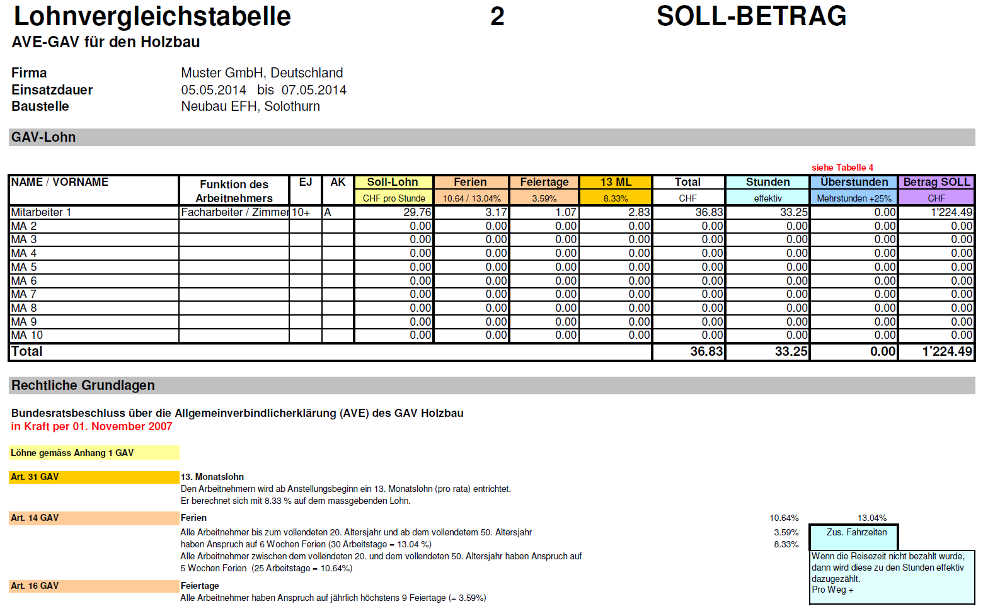 Lohnvergleichstabelle 2 SOLL-BETRAG
AVE-GAV für den Holzbau
Firma Muster GmbH, Deutschland
Einsatzdauer 05.05.2014 bis 07.05.2014
Baustelle Neubau EFH, Solothurn
GAV-Lohn
siehe Tabelle 4
NAME / VORNAME Funktion des Arbeitnehmers EJ AK Soll-Lohn Ferien Feiertage 13 ML Total Stunden Überstunden Betrag SOLL
CHF pro Stunde 10.64 / 13.04% 3.59% 8.33% CHF effektiv Mehrstunden +25% CHF
Mitarbeiter 1 Facharbeiter / Zimmer 10+ A 29.76 3.17 1.07 2.83 36.83 33.25 0.00 1'224.49
MA 2 0.00 0.00 0.00 0.00 0.00 0.00 0.00 0.00
MA 3 0.00 0.00 0.00 0.00 0.00 0.00 0.00 0.00
MA 4 0.00 0.00 0.00 0.00 0.00 0.00 0.00 0.00
MA 5 0.00 0.00 0.00 0.00 0.00 0.00 0.00 0.00
MA 6 0.00 0.00 0.00 0.00 0.00 0.00 0.00 0.00
MA 7 0.00 0.00 0.00 0.00 0.00 0.00 0.00 0.00
MA 8 0.00 0.00 0.00 0.00 0.00 0.00 0.00 0.00
MA 9 0.00 0.00 0.00 0.00 0.00 0.00 0.00 0.00
MA 10 0.00 0.00 0.00 0.00 0.00 0.00 0.00 0.00
Total 36.83 33.25 0.00 1'224.49
Rechtliche Grundlagen
Bundesratsbeschluss über die Allgemeinverbindlicherklärung (AVE) des GAV Holzbau
in Kraft per 01. November 2007
Löhne gemäss Anhang 1 GAV
Art. 31 GAV 13. Monatslohn
Den Arbeitnehmern wird ab Anstellungsbeginn ein 13. Monatslohn (pro rata) entrichtet.
Er berechnet sich mit 8.33 % auf dem massgebenden Lohn.
Art. 14 GAV Ferien 10.64% 13.04%
Alle Arbeitnehmer bis zum vollendeten 20. Altersjahr und ab dem vollendetem 50. Altersjahr 3.59% Zus. Fahrzeiten
haben Anspruch auf 6 Wochen Ferien (30 Arbeitstage = 13.04 %) 8.33%
Alle Arbeitnehmer zwischen dem vollendeten 20. und dem vollendeten 50. Altersjahr haben Anspruch auf
5 Wochen Ferien (25 Arbeitstage = 10.64%)
Wenn die Reisezeit nicht bezahlt wurde,
dann wird diese zu den Stunden effektiv
dazugezählt.
Pro Weg +
Art. 16 GAV Feiertage
Alle Arbeitnehmer haben Anspruch auf jährlich höchstens 9 Feiertage (= 3.59%)